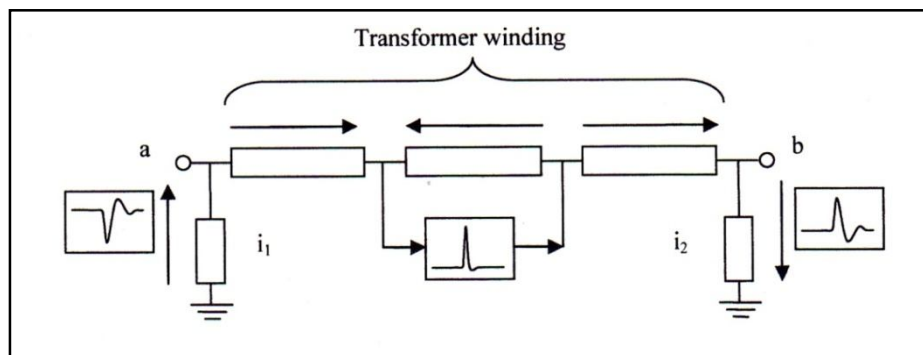 Transformer winding
a
b
i₁
i₂